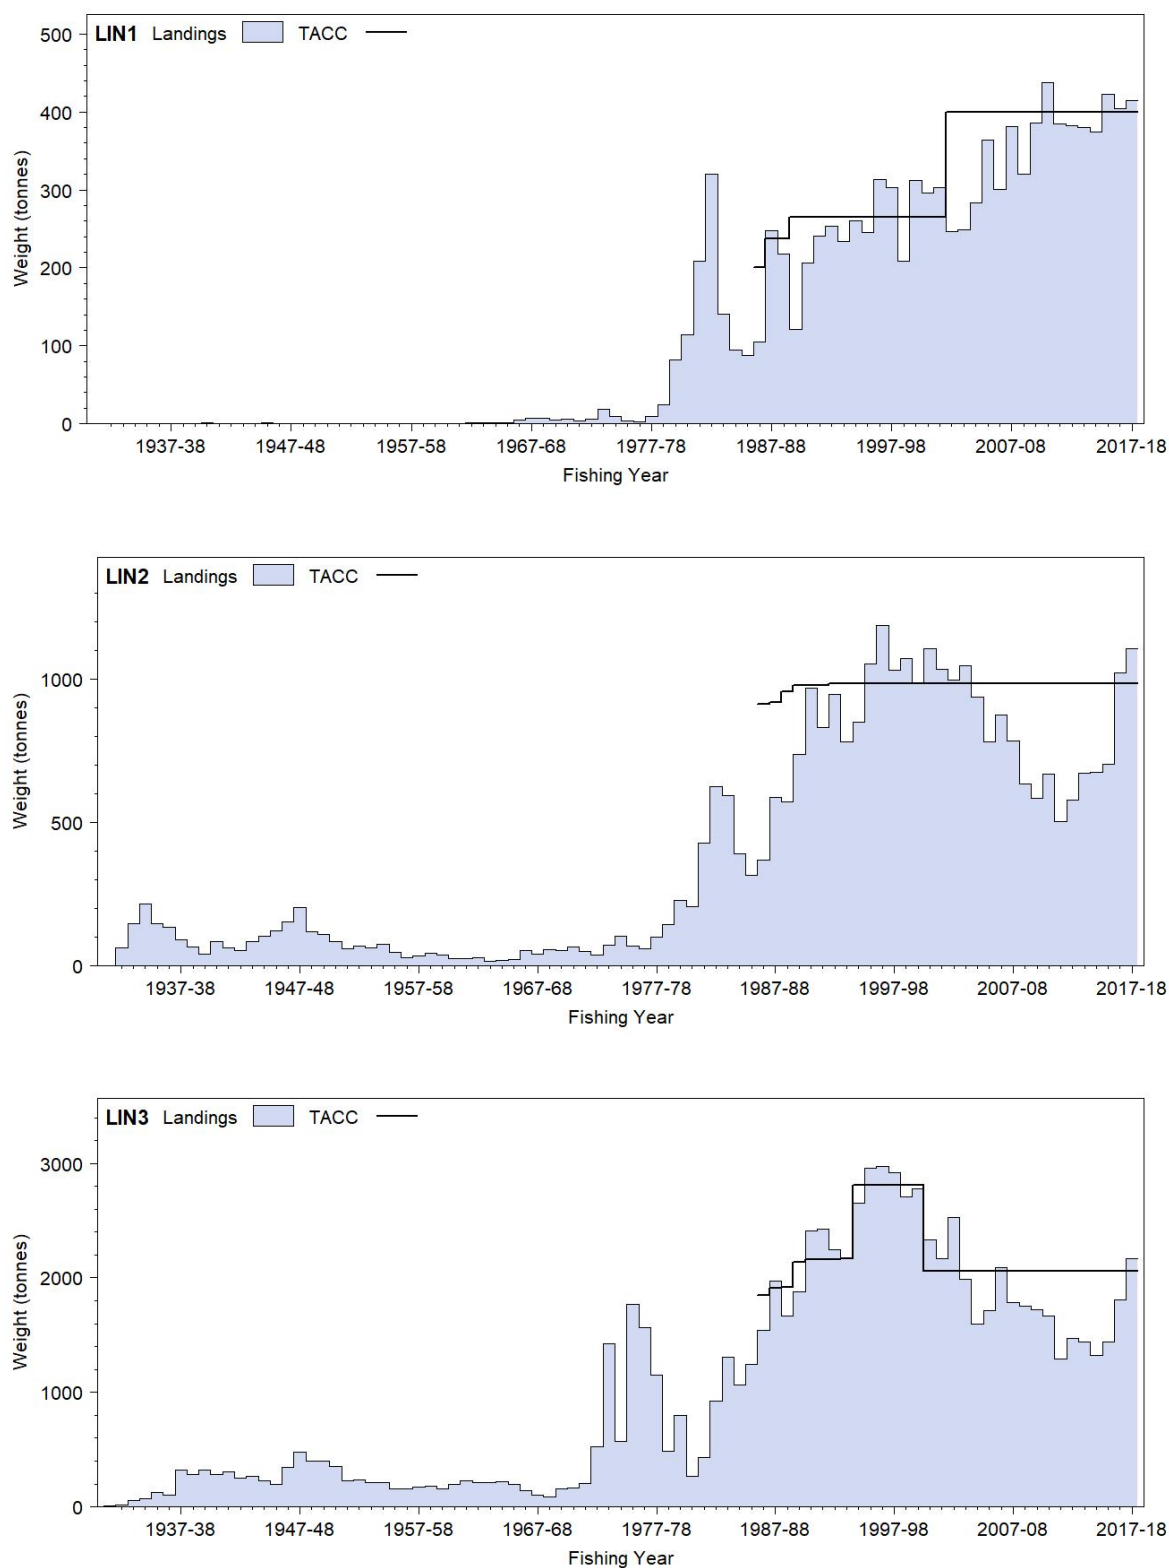 LIN1 Landings TACC
500
400
300
200
100
0
Weight (tonnes)
1937-38 1947-48 1957-58 1967-68 1977-78 1987-88 1997-98 2007-08 2017-18
Fishing Year
LIN2 Landings TACC
1000
500
0
Weight (tonnes)
1937-38 1947-48 1957-58 1967-68 1977-78 1987-88 1997-98 2007-08 2017-18
Fishing Year
LIN3 Landings TACC
3000
2000
1000
0
Weight (tonnes)
1937-38 1947-48 1957-58 1967-68 1977-78 1987-88 1997-98 2007-08 2017-18
Fishing Year